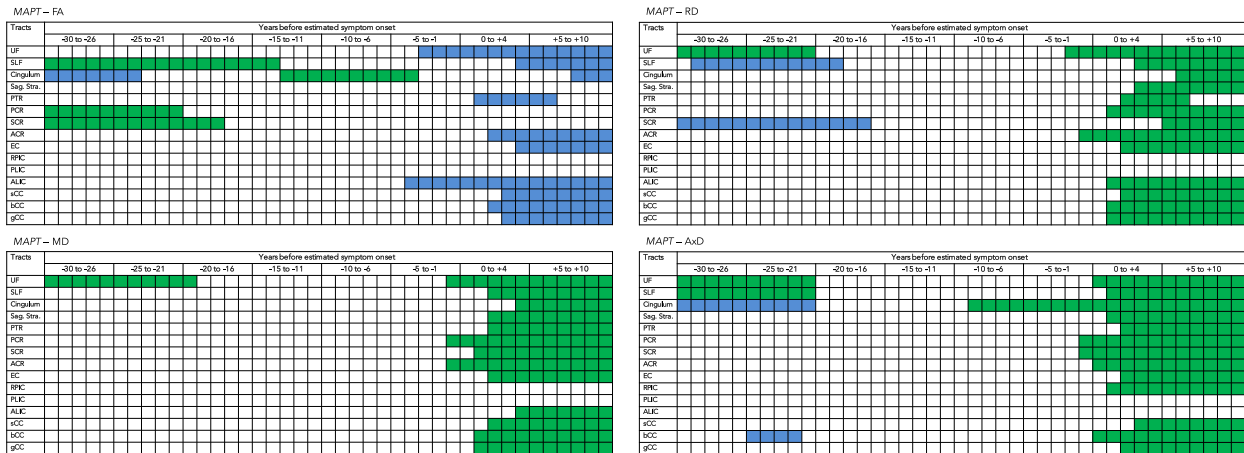 MAPT – FA
Tracts Years before estimated symptom onset
-30 to -26 -25 to -21 -20 to -16 -15 to -11 -10 to -6 -5 to -1 0 to +4 +5 to +10
UF
SLF
Cingulum
Sag. Stra.
PTR
PCR
SCR
ACR
EC
RPIC
PLIC
ALIC
sCC
bCC
gCC
MAPT – RD
Tracts Years before estimated symptom onset
-30 to -26 -25 to -21 -20 to -16 -15 to -11 -10 to -6 -5 to -1 0 to +4 +5 to +10
UF
SLF
Cingulum
Sag. Stra.
PTR
PCR
SCR
ACR
EC
RPIC
PLIC
ALIC
sCC
bCC
gCC
MAPT – MD
Tracts Years before estimated symptom onset
-30 to -26 -25 to -21 -20 to -16 -15 to -11 -10 to -6 -5 to -1 0 to +4 +5 to +10
UF
SLF
Cingulum
Sag. Stra.
PTR
PCR
SCR
ACR
EC
RPIC
PLIC
ALIC
sCC
bCC
gCC
MAPT – AxD
Tracts Years before estimated symptom onset
-30 to -26 -25 to -21 -20 to -16 -15 to -11 -10 to -6 -5 to -1 0 to +4 +5 to +10
UF
SLF
Cingulum
Sag. Stra.
PTR
PCR
SCR
ACR
EC
RPIC
PLIC
ALIC
sCC
bCC
gCC